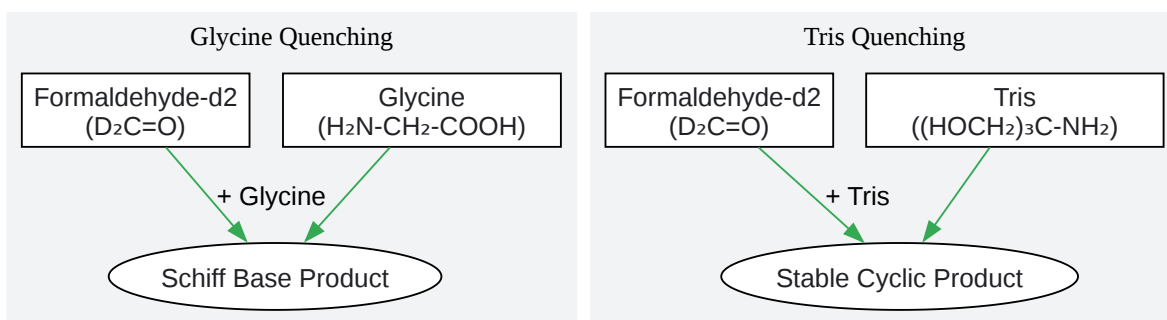 Glycine Quenching
Formaldehyde-d2
(D₂C=O)
Glycine
(H₂N-CH₂-COOH)
+ Glycine
Schiff Base Product
Tris Quenching
Formaldehyde-d2
(D₂C=O)
Tris
((HOCH₂)₃C-NH₂)
+ Tris
Stable Cyclic Product